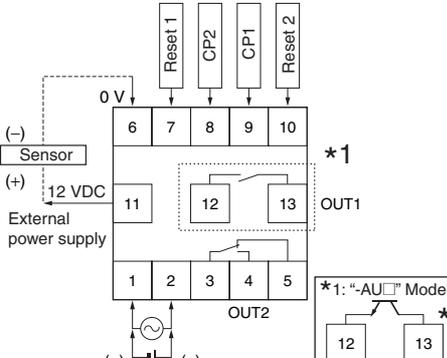 Reset 1
CP2
CP1
Reset 2
0 V
6 7 8 9 10
(–)
Sensor
(+)
*1
12 VDC
11 12 13 OUT1
External
power supply
1 2 3 4 5
OUT2
*1: "-AU□" Mode
*
12 13